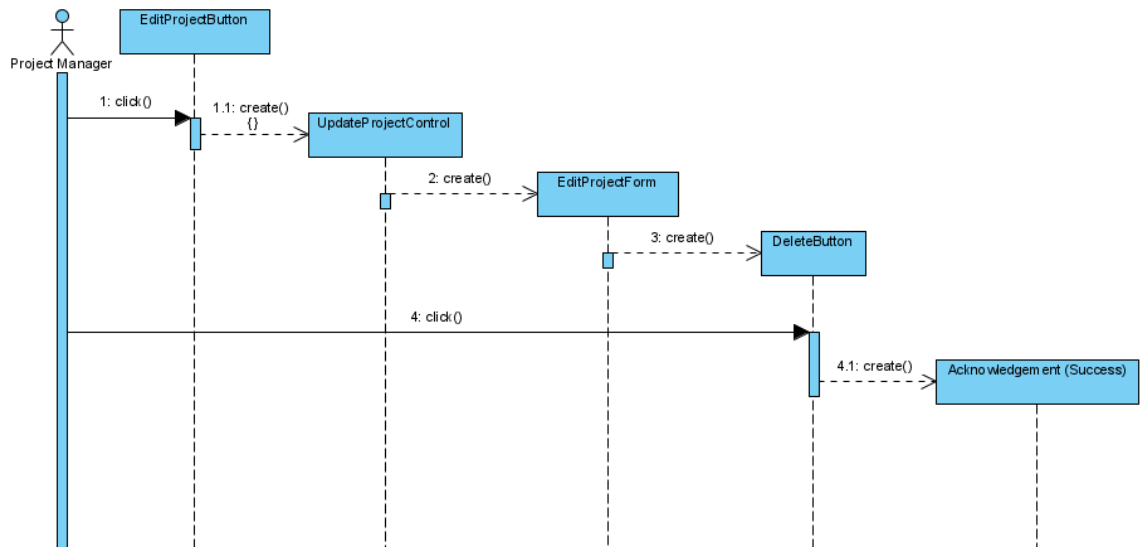 EditProjectButton
Project Manager
1: click()
1.1: create()
{}
UpdateProjectControl
2: create()
EditProjectForm
3: create()
DeleteButton
4: click()
4.1: create()
Acknowledgement (Success)